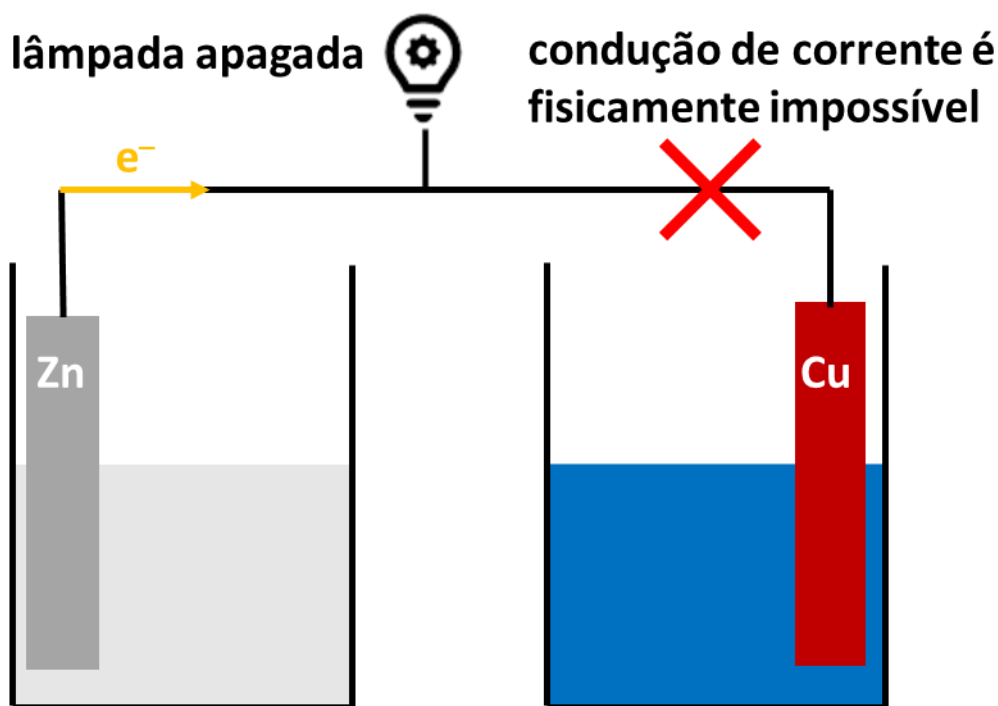 lâmpada apagada
condução de corrente é
fisicamente impossível
e⁻
Zn
Cu